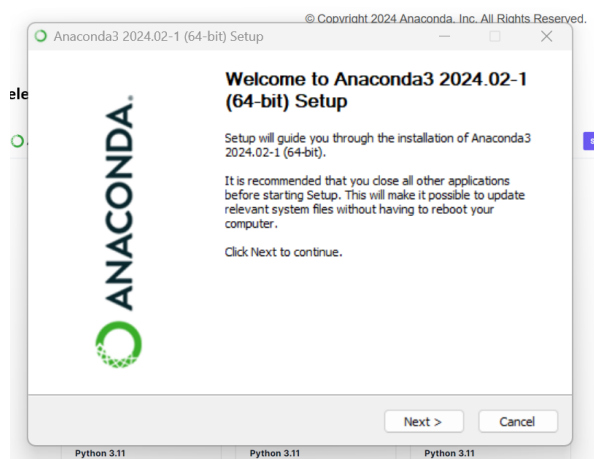 © Copyright 2024 Anaconda, Inc. All Rights Reserved.
Anaconda3 2024.02-1 (64-bit) Setup
ele
ANACONDA.
Welcome to Anaconda3 2024.02-1
(64-bit) Setup
Setup will guide you through the installation of Anaconda3
2024.02-1 (64-bit).
It is recommended that you close all other applications
before starting Setup. This will make it possible to update
relevant system files without having to reboot your
computer.
Click Next to continue.
Next >
Cancel
Python 3.11
Python 3.11
Python 3.11